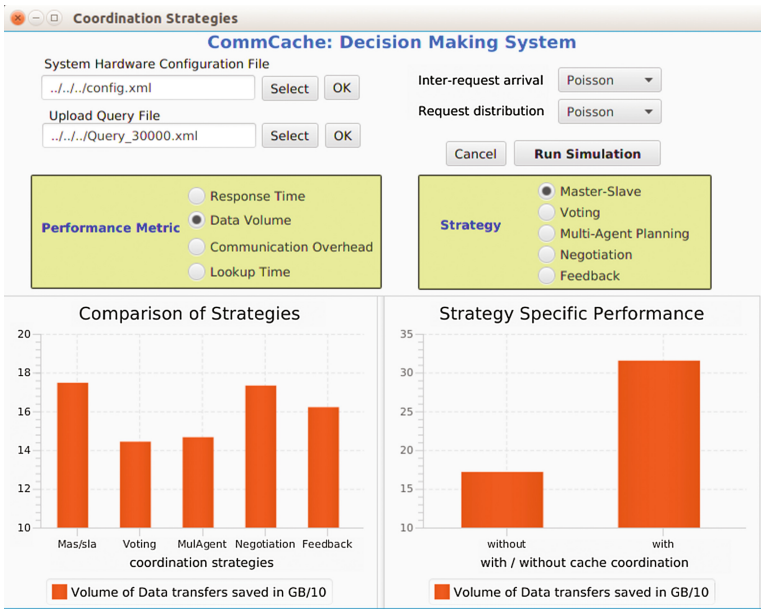 Coordination Strategies
CommCache: Decision Making System
System Hardware Configuration File
../../../config.xml Select OK
Upload Query File
../../../Query_30000.xml Select OK
Inter-request arrival Poisson
Request distribution Poisson
Cancel Run Simulation
Performance Metric
Response Time
Data Volume
Communication Overhead
Lookup Time
Strategy
Master-Slave
Voting
Multi-Agent Planning
Negotiation
Feedback
Comparison of Strategies
20
18
16
14
12
10
Mas/sla Voting MulAgent Negotiation Feedback
coordination strategies
Volume of Data transfers saved in GB/10
Strategy Specific Performance
35
30
25
20
15
10
without with
with / without cache coordination
Volume of Data transfers saved in GB/10